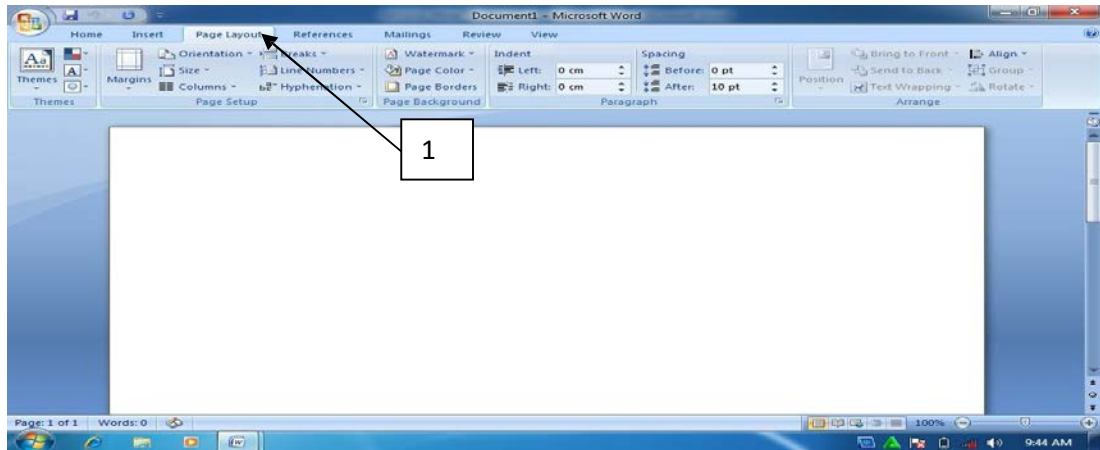 Document1 - Microsoft Word
Home Insert Page Layout References Mailings Review View
Themes
Margins
Orientation
Size
Columns
Breaks
Line Numbers
Hyphenation
Watermark
Page Color
Page Borders
Indent
Left: 0 cm
Right: 0 cm
Spacing
Before: 0 pt
After: 10 pt
Position
Bring to Front
Send to Back
Text Wrapping
Align
Group
Rotate
Themes Page Setup Page Background Paragraph Arrange
1
Page: 1 of 1 Words: 0 100%
9:44 AM